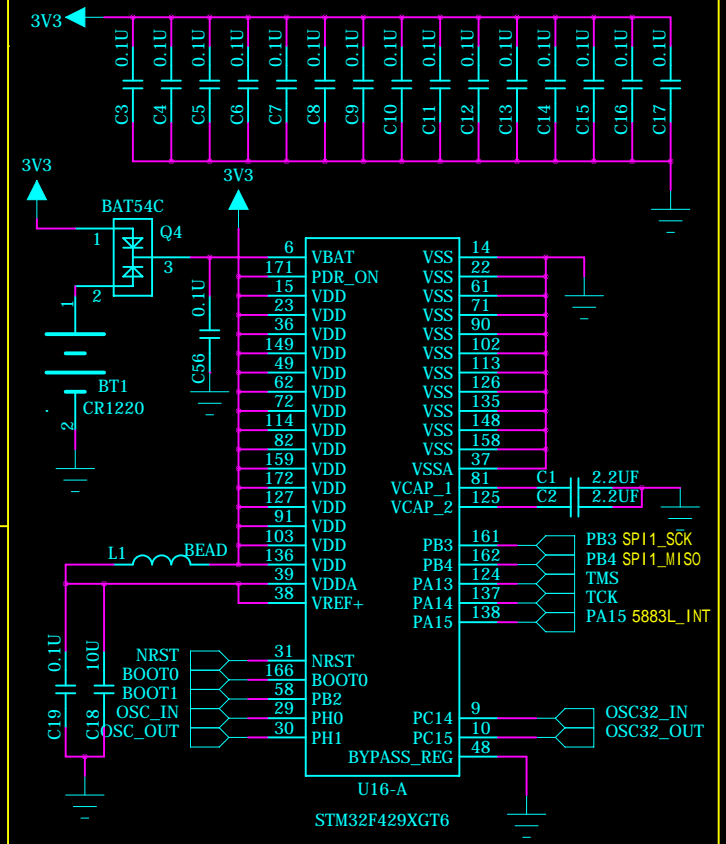 3V3
0.1U 0.1U 0.1U 0.1U 0.1U 0.1U 0.1U 0.1U 0.1U 0.1U 0.1U 0.1U 0.1U 0.1U 0.1U
C3 C4 C5 C6 C7 C8 C9 C10 C11 C12 C13 C14 C15 C16 C17
3V3
3V3
BAT54C
Q4
1
3
2
0.1U
C56
1
BT1
CR1220
2
6 VBAT
171 PDR_ON
15 VDD
23 VDD
36 VDD
149 VDD
49 VDD
62 VDD
72 VDD
114 VDD
82 VDD
159 VDD
172 VDD
127 VDD
91 VDD
103 VDD
136 VDD
39 VDDA
38 VREF+
L1 BEAD
0.1U 10U
C19 C18
NRST 31 NRST
BOOT0 166 BOOT0
BOOT1 58 PB2
OSC_IN 29 PH0
OSC_OUT 30 PH1
VSS 14
VSS 22
VSS 61
VSS 71
VSS 90
VSS 102
VSS 113
VSS 126
VSS 135
VSS 148
VSS 158
VSSA 37
VCAP_1 81 C1 2.2UF
VCAP_2 125 C2 2.2UF
PB3 161 PB3 SPI1_SCK
PB4 162 PB4 SPI1_MISO
PA13 124 TMS
PA14 137 TCK
PA15 138 PA15 5883L_INT
PC14 9 OSC32_IN
PC15 10 OSC32_OUT
BYPASS_REG 48
U16-A
STM32F429XGT6